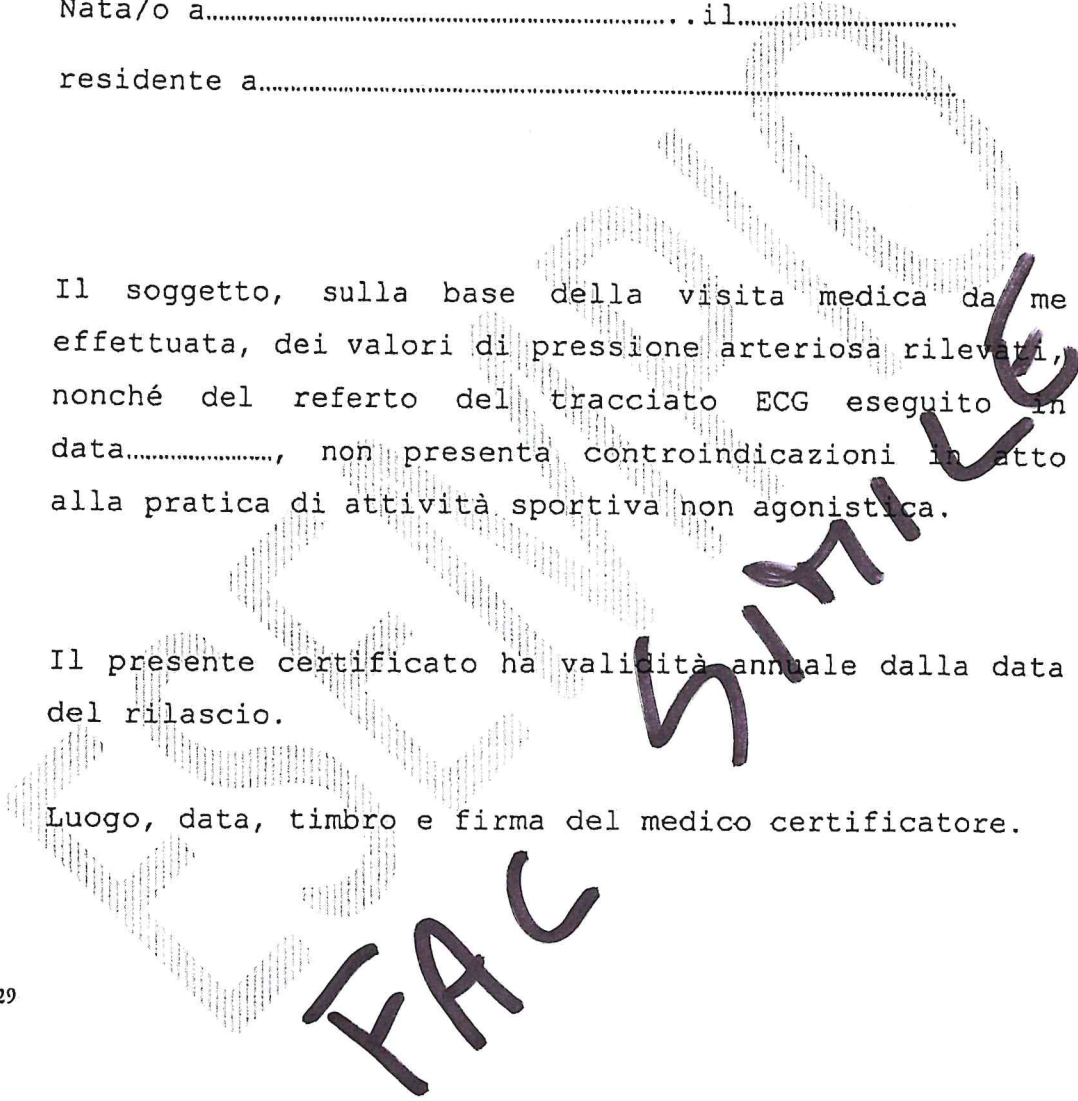 Nata/o a.............................il..............
residente a..........................................
Il soggetto, sulla base della visita medica da me
effettuata, dei valori di pressione arteriosa rilevati,
nonché del referto del tracciato ECG eseguito in
data............, non presenta controindicazioni in atto
alla pratica di attività sportiva non agonistica.
Il presente certificato ha validità annuale dalla data
del rilascio.
Luogo, data, timbro e firma del medico certificatore.
29
ESEMPIO
FAC SIMILE